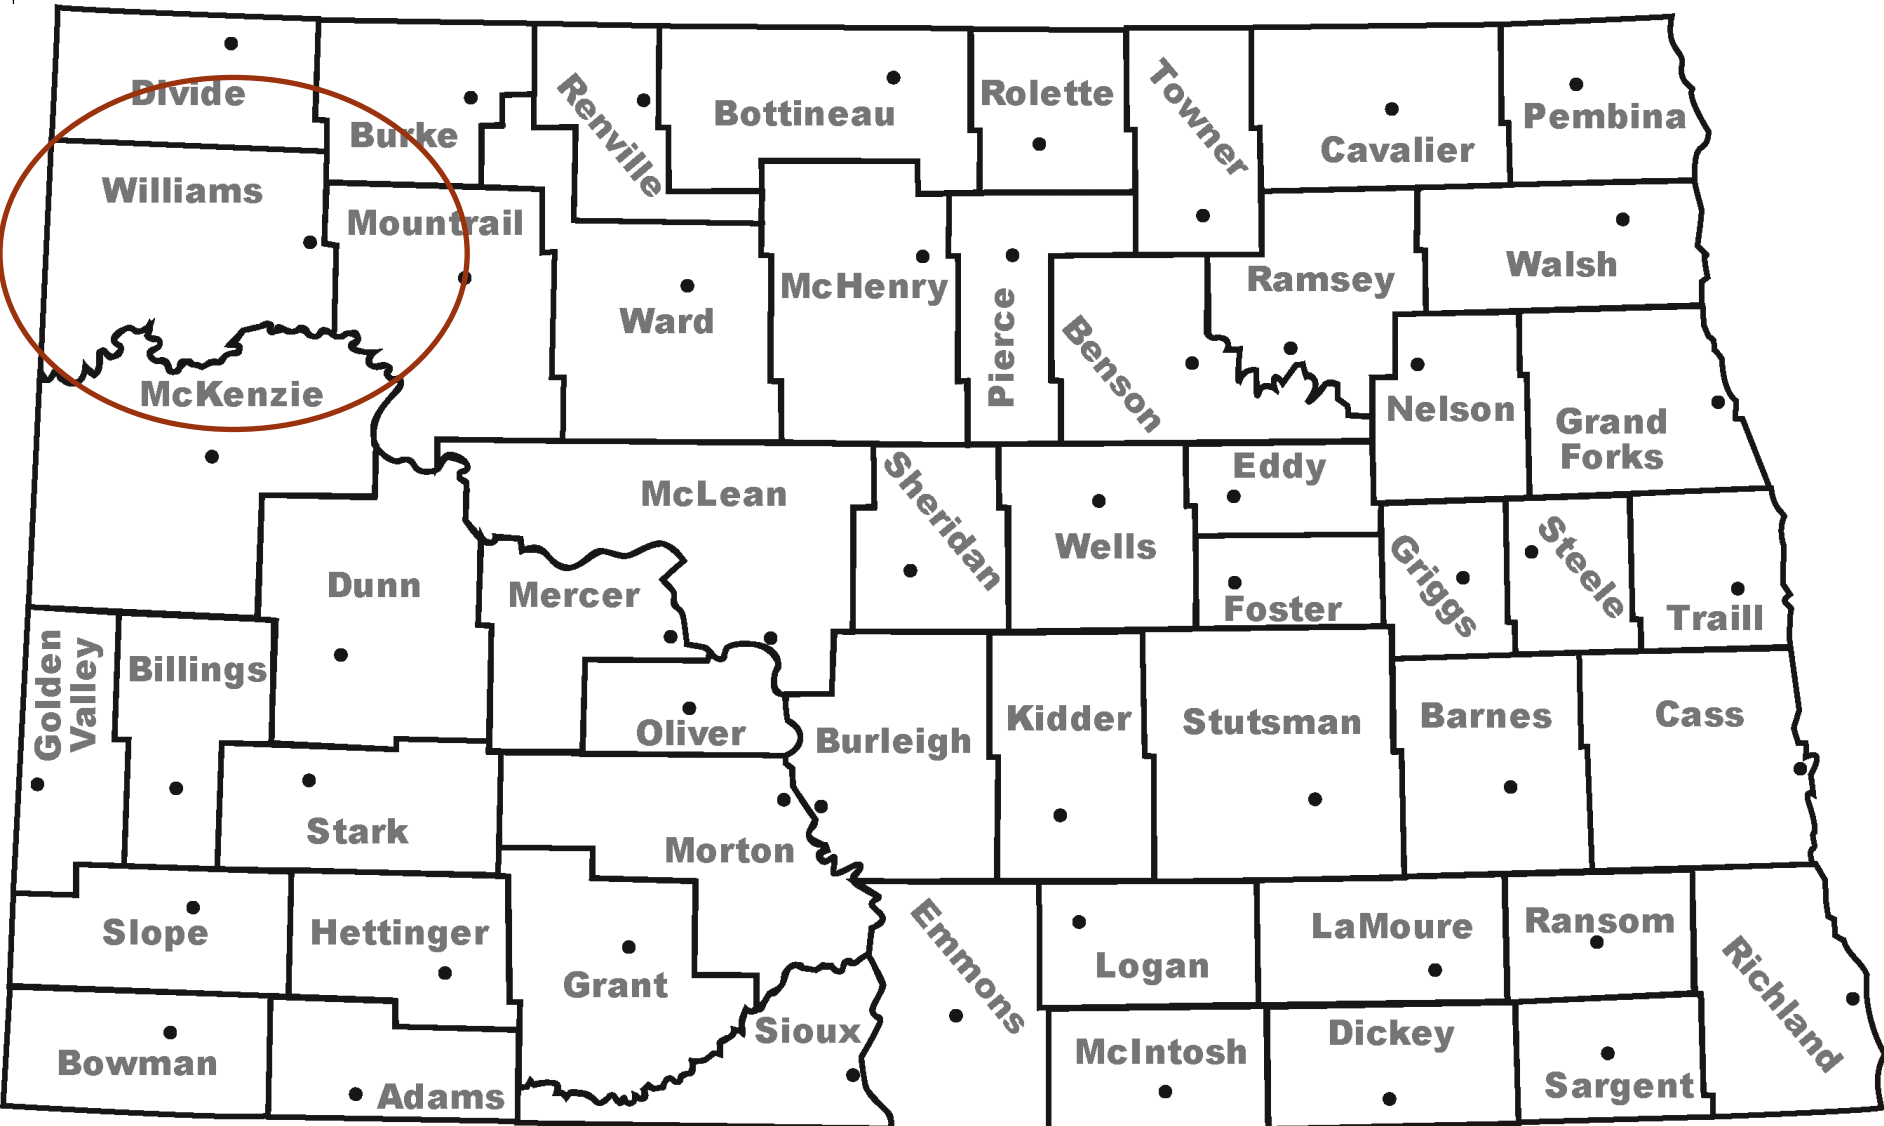 Divide
Burke
Renville
Bottineau
Rolette
Towner
Cavalier
Pembina
Williams
Mountrail
Ward
McHenry
Pierce
Benson
Ramsey
Walsh
McKenzie
Nelson
Grand
Forks
McLean
Sheridan
Wells
Eddy
Foster
Griggs
Steele
Traill
Dunn
Mercer
Golden
Valley
Billings
Oliver
Burleigh
Kidder
Stutsman
Barnes
Cass
Stark
Morton
Slope
Hettinger
Grant
Emmons
Logan
LaMoure
Ransom
Richland
Bowman
Adams
Sioux
McIntosh
Dickey
Sargent